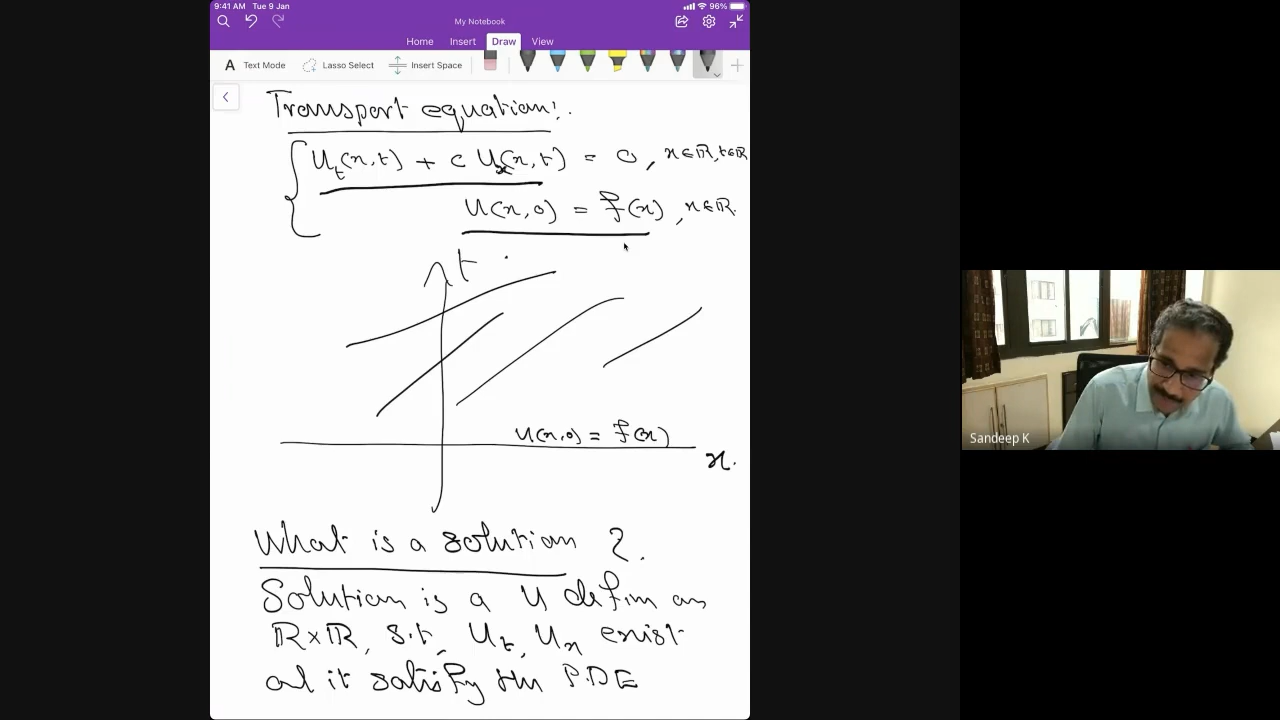 9:41 AM Tue 9 Jan
96%
My Notebook
Home Insert Draw View
A Text Mode Lasso Select Insert Space
Transport equation:.
U_t(x,t) + c U_x(x,t) = 0, x∈ℝ, t∈ℝ
U(x,0) = f(x), x∈ℝ.
t
U(x,0) = f(x)
x.
What is a solution ?.
Solution is a U defin on
ℝ×ℝ, s.t, U_t, U_x exist
and it satisfy the P.D.E
Sandeep K